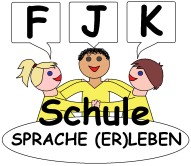 F J K
Schule
SPRACHE (ER)LEBEN